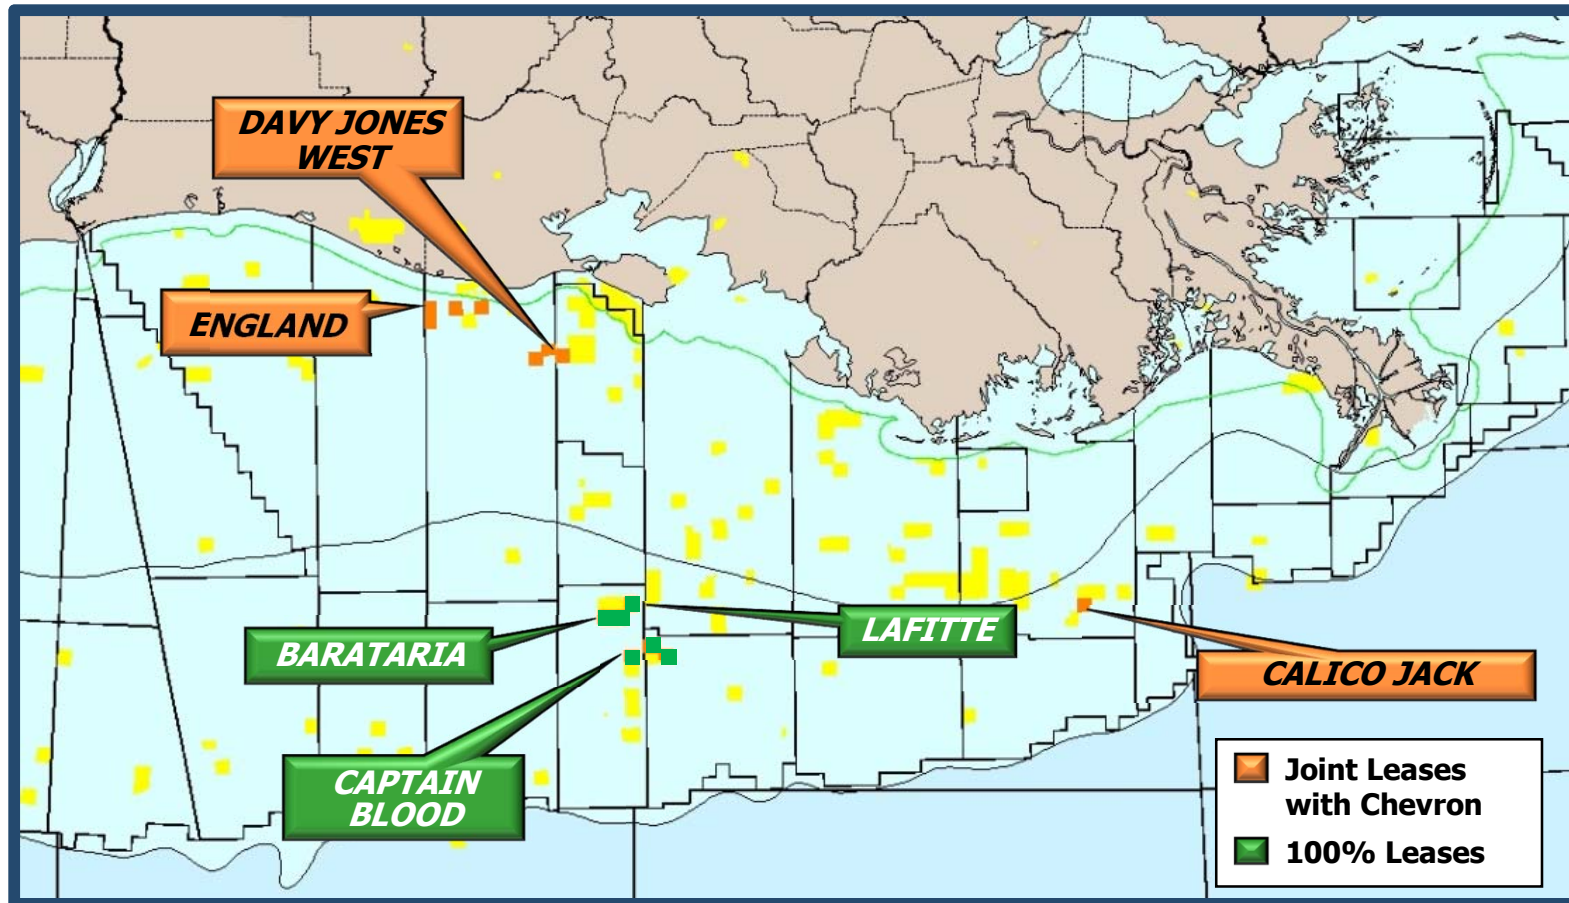 DAVY JONES
WEST
ENGLAND
BARATARIA
LAFITTE
CALICO JACK
CAPTAIN
BLOOD
Joint Leases
with Chevron
100% Leases